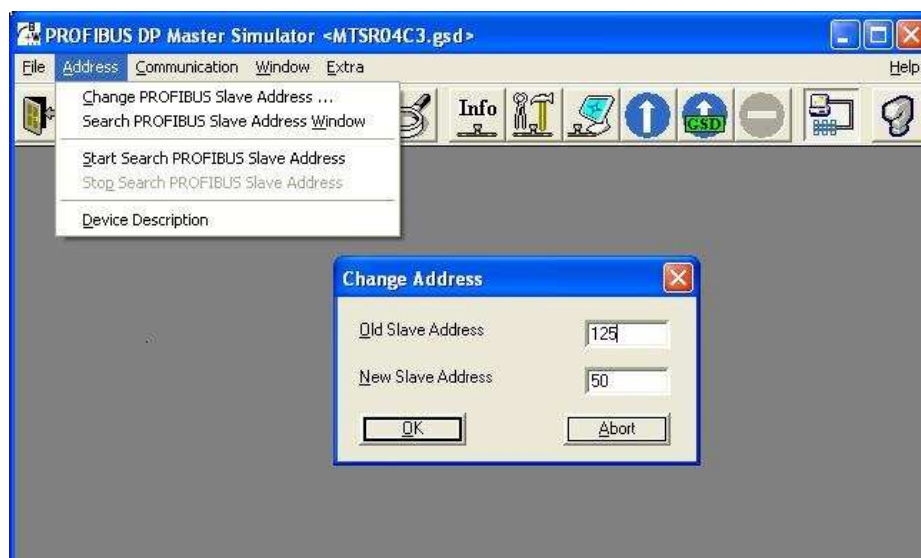 PROFIBUS DP Master Simulator <MTSR04C3.gsd>
File Address Communication Window Extra Help
Change PROFIBUS Slave Address ...
Search PROFIBUS Slave Address Window
Start Search PROFIBUS Slave Address
Stop Search PROFIBUS Slave Address
Device Description
Info
GSD
Change Address
Old Slave Address 125
New Slave Address 50
OK Abort